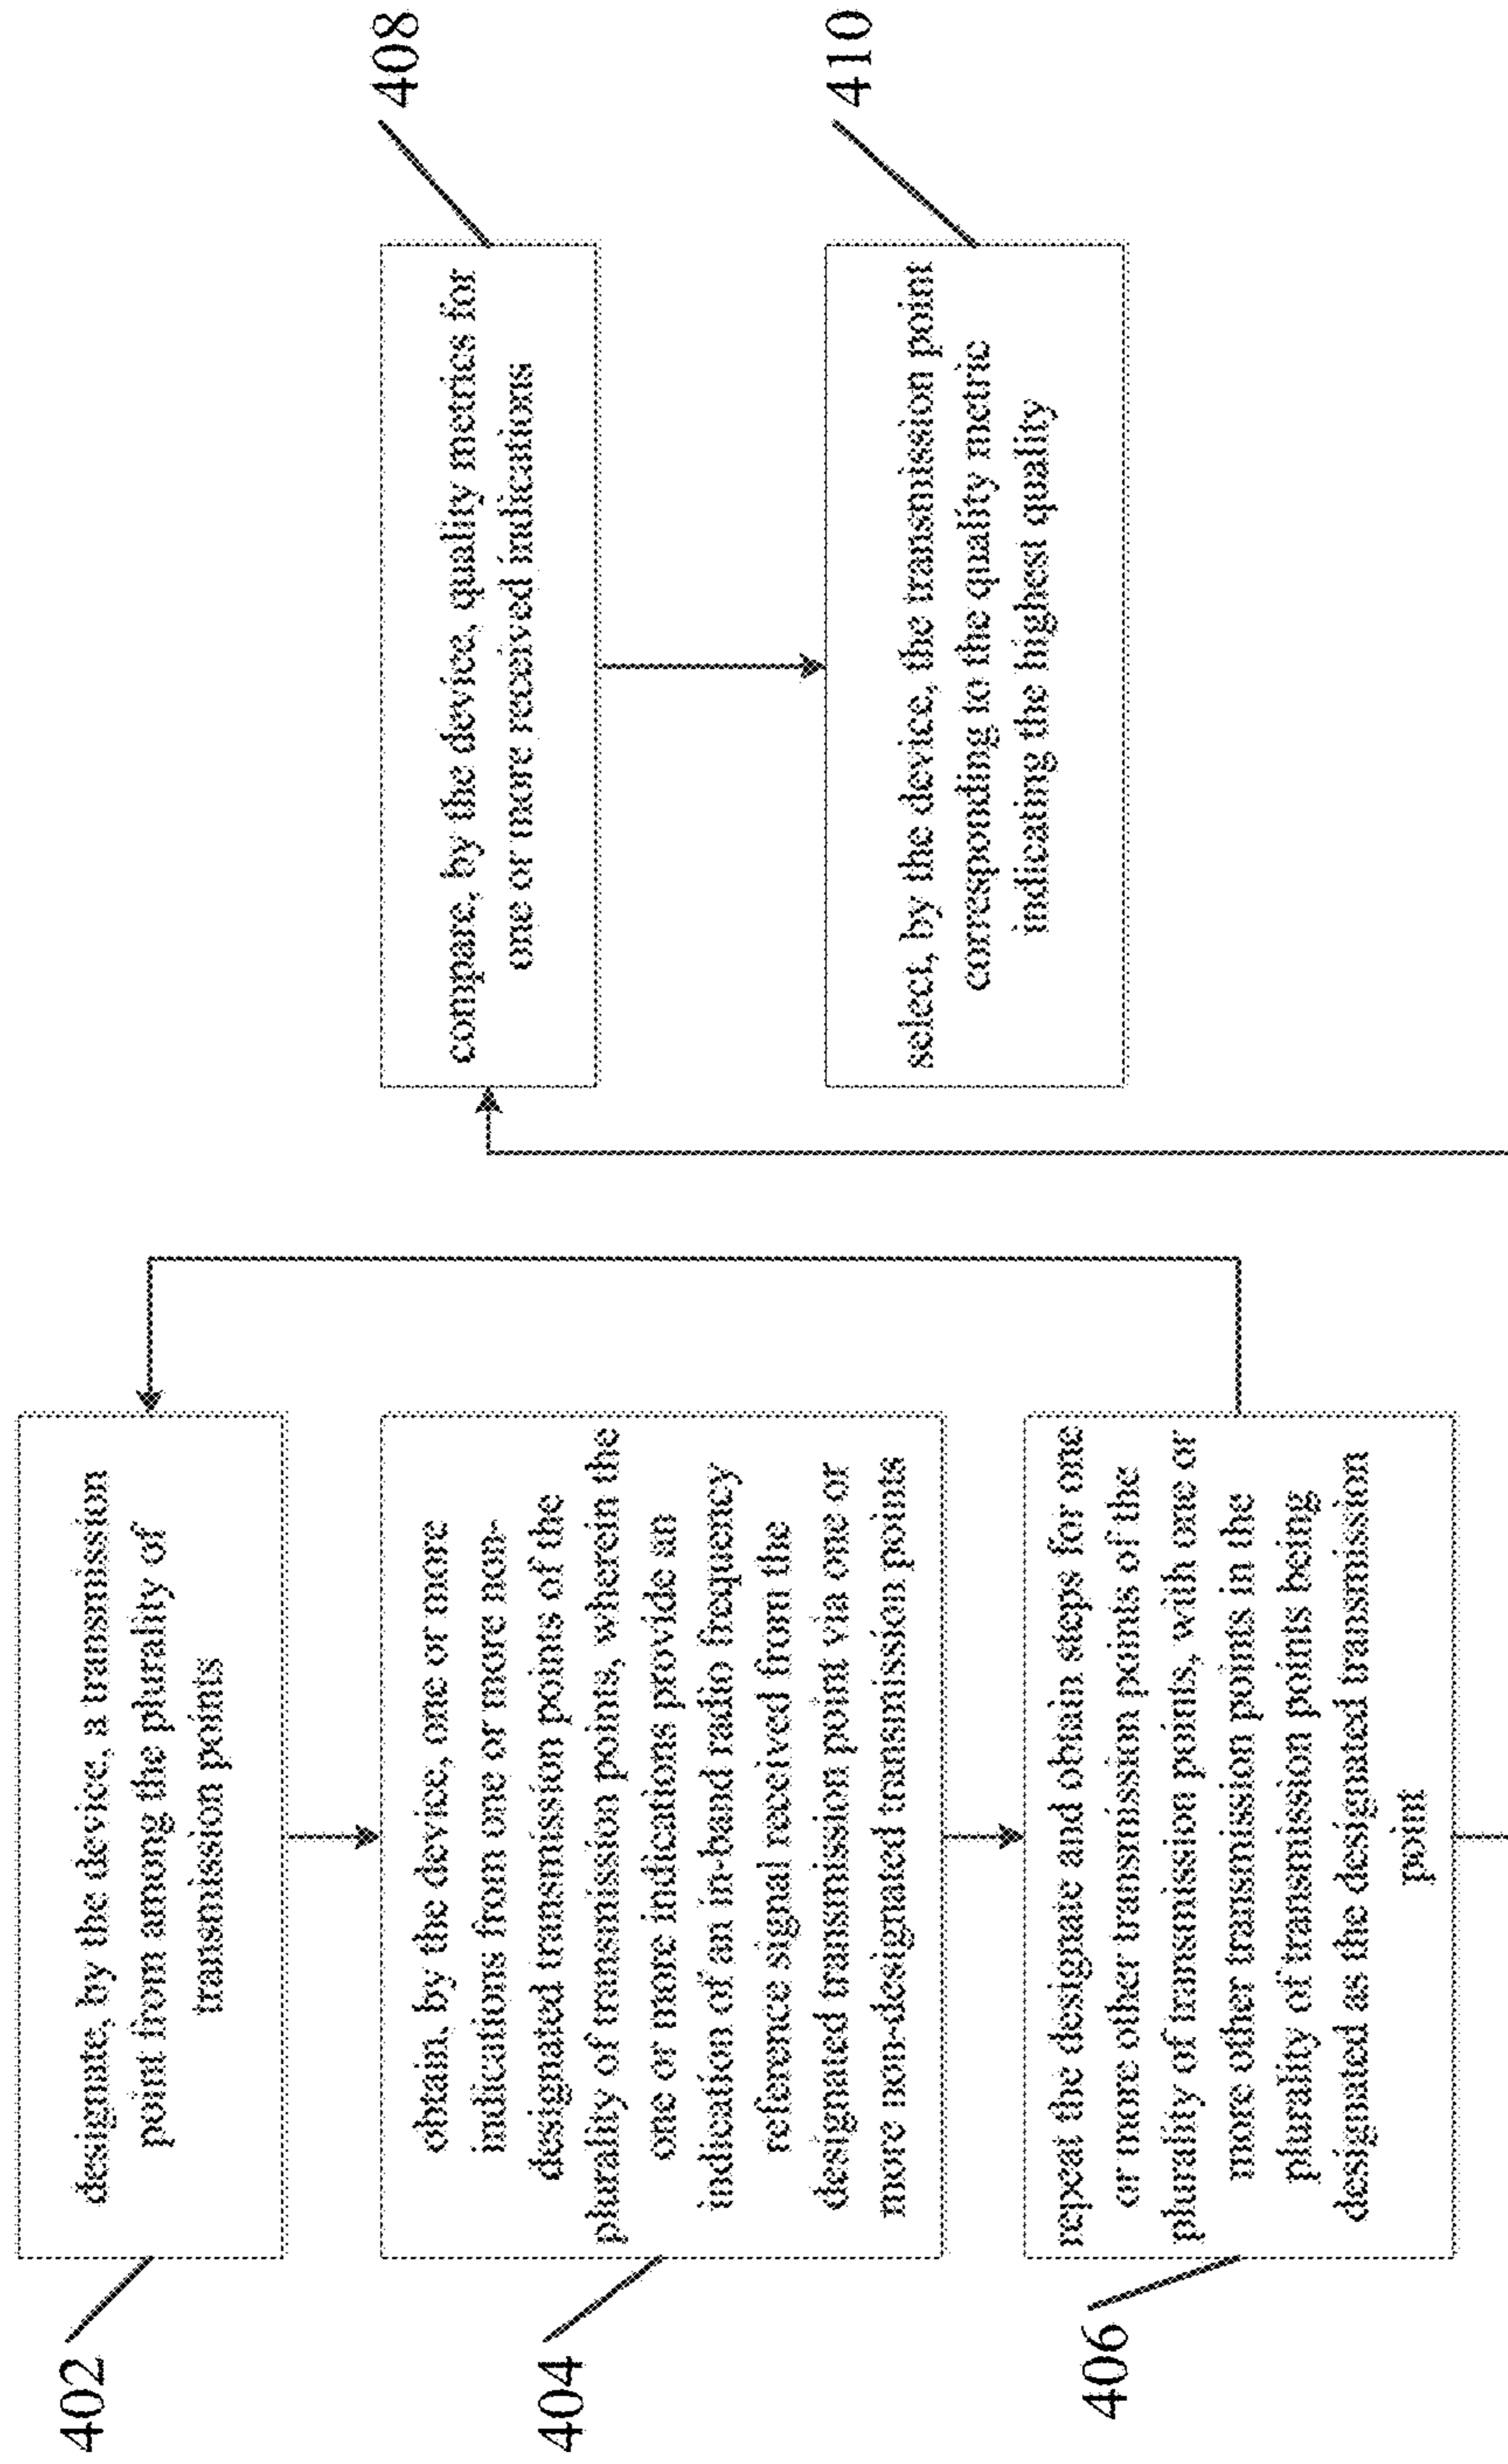 402
designate, by the device, a transmission
point from among the plurality of
transmission points
404
obtain, by the device, one or more
indications from one or more non-
designated transmission points of the
plurality of transmission points, wherein the
one or more indications provide an
indication of an in-band radio frequency
reference signal received from the
designated transmission point via one or
more non-designated transmission points
406
repeat the designate and obtain steps for one
or more other transmission points of the
plurality of transmission points, with one or
more other transmission points in the
plurality of transmission points being
designated as the designated transmission
point
408
compare, by the device, quality metrics for
one or more received indications
410
select, by the device, the transmission point
corresponding to the quality metric
indicating the highest quality